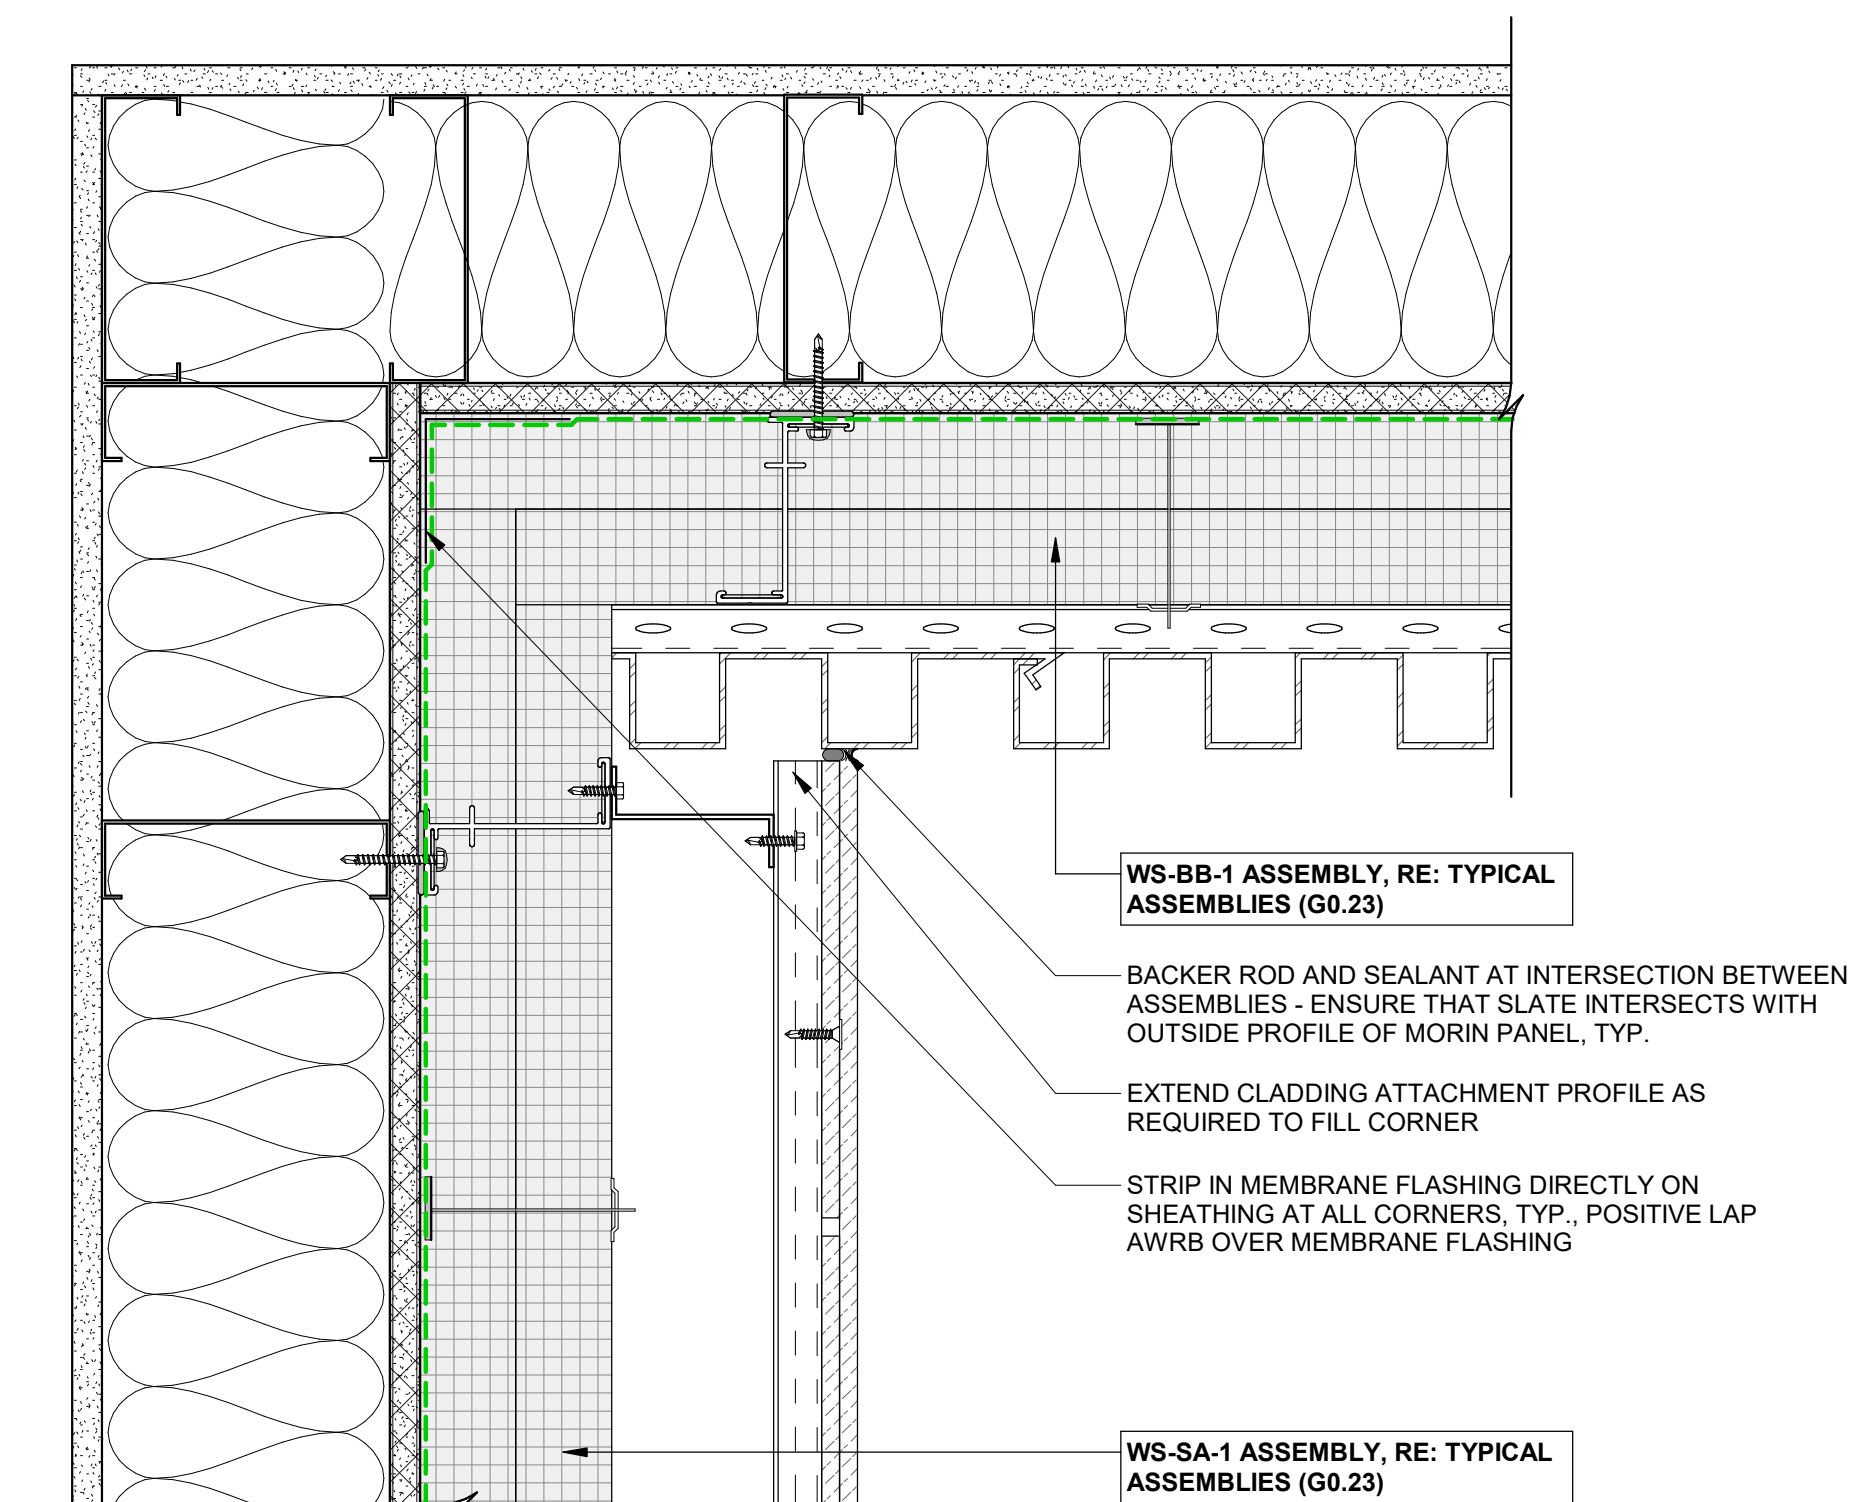 WS-BB-1 ASSEMBLY, RE: TYPICAL
ASSEMBLIES (G0.23)
BACKER ROD AND SEALANT AT INTERSECTION BETWEEN
ASSEMBLIES - ENSURE THAT SLATE INTERSECTS WITH
OUTSIDE PROFILE OF MORIN PANEL, TYP.
EXTEND CLADDING ATTACHMENT PROFILE AS
REQUIRED TO FILL CORNER
STRIP IN MEMBRANE FLASHING DIRECTLY ON
SHEATHING AT ALL CORNERS, TYP., POSITIVE LAP
AWRB OVER MEMBRANE FLASHING
WS-SA-1 ASSEMBLY, RE: TYPICAL
ASSEMBLIES (G0.23)